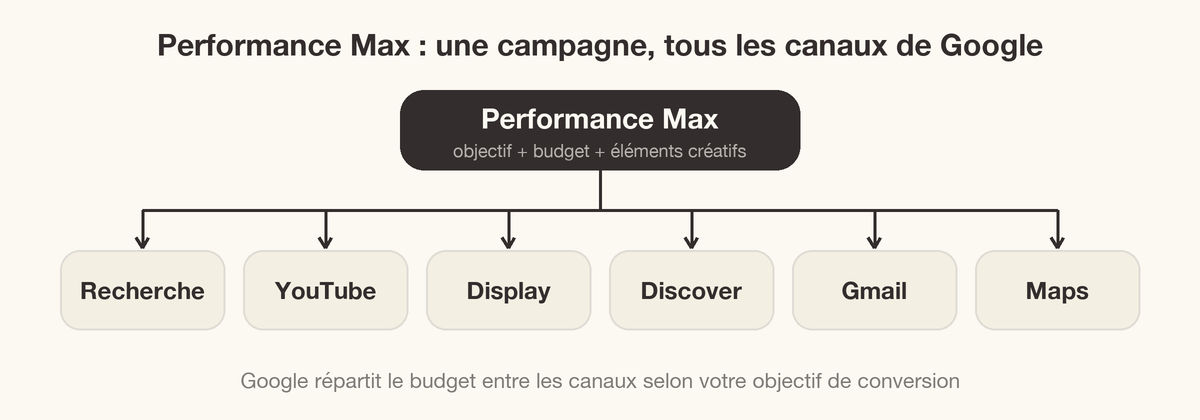 Performance Max : une campagne, tous les canaux de Google
Performance Max
objectif + budget + éléments créatifs
Recherche
YouTube
Display
Discover
Gmail
Maps
Google répartit le budget entre les canaux selon votre objectif de conversion